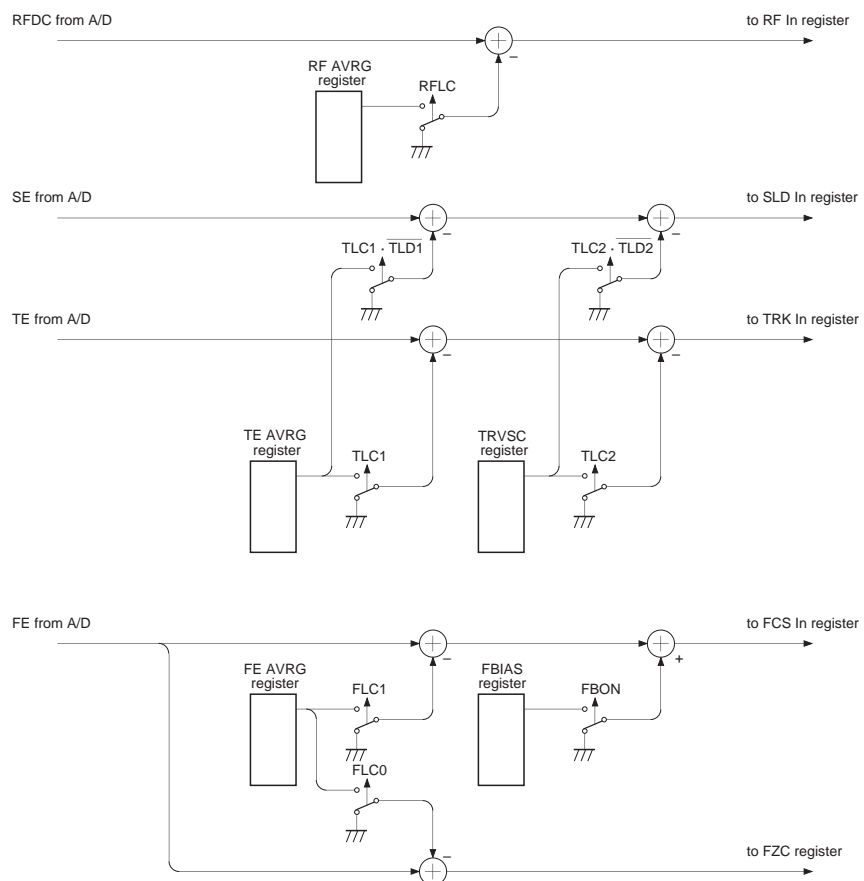 RFDC from A/D
to RF In register
RF AVRG
register
RFLC
–
SE from A/D
to SLD In register
–
–
TLC1 · T̅L̅D̅1̅
TLC2 · T̅L̅D̅2̅
TE from A/D
to TRK In register
–
–
TE AVRG
register
TLC1
TRVSC
register
TLC2
FE from A/D
to FCS In register
–
+
FE AVRG
register
FLC1
FBIAS
register
FBON
FLC0
–
to FZC register